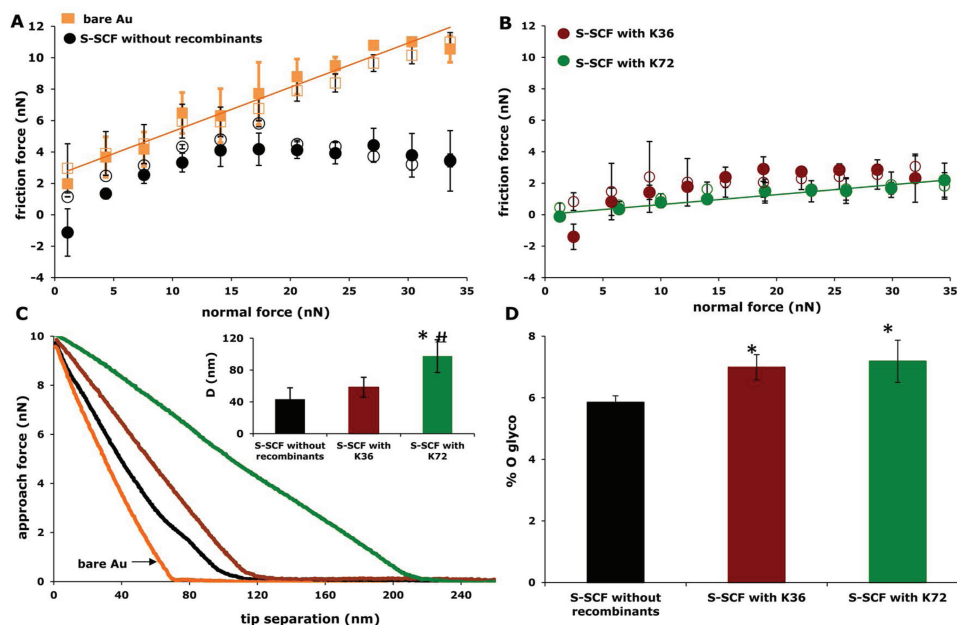 A
bare Au
S-SCF without recombinants
friction force (nN)
12
10
8
6
4
2
0
-2
-4
0 5 10 15 20 25 30 35
normal force (nN)
B
S-SCF with K36
S-SCF with K72
friction force (nN)
12
10
8
6
4
2
0
-2
-4
0 5 10 15 20 25 30 35
normal force (nN)
C
approach force (nN)
10
8
6
4
2
0
0 40 80 120 160 200 240
tip separation (nm)
bare Au
D (nm)
120
80
40
0
* #
S-SCF without
recombinants
S-SCF with
K36
S-SCF with
K72
D
% O glyco
8
6
4
2
0
*
*
S-SCF without
recombinants
S-SCF with K36
S-SCF with K72